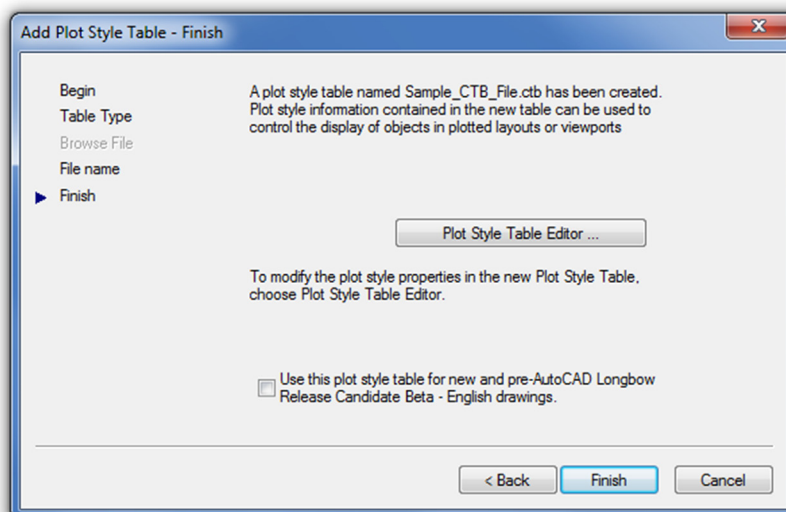 Add Plot Style Table - Finish
Begin
Table Type
Browse File
File name
Finish
A plot style table named Sample_CTB_File.ctb has been created.
Plot style information contained in the new table can be used to
control the display of objects in plotted layouts or viewports
Plot Style Table Editor ...
To modify the plot style properties in the new Plot Style Table,
choose Plot Style Table Editor.
Use this plot style table for new and pre-AutoCAD Longbow
Release Candidate Beta - English drawings.
< Back
Finish
Cancel